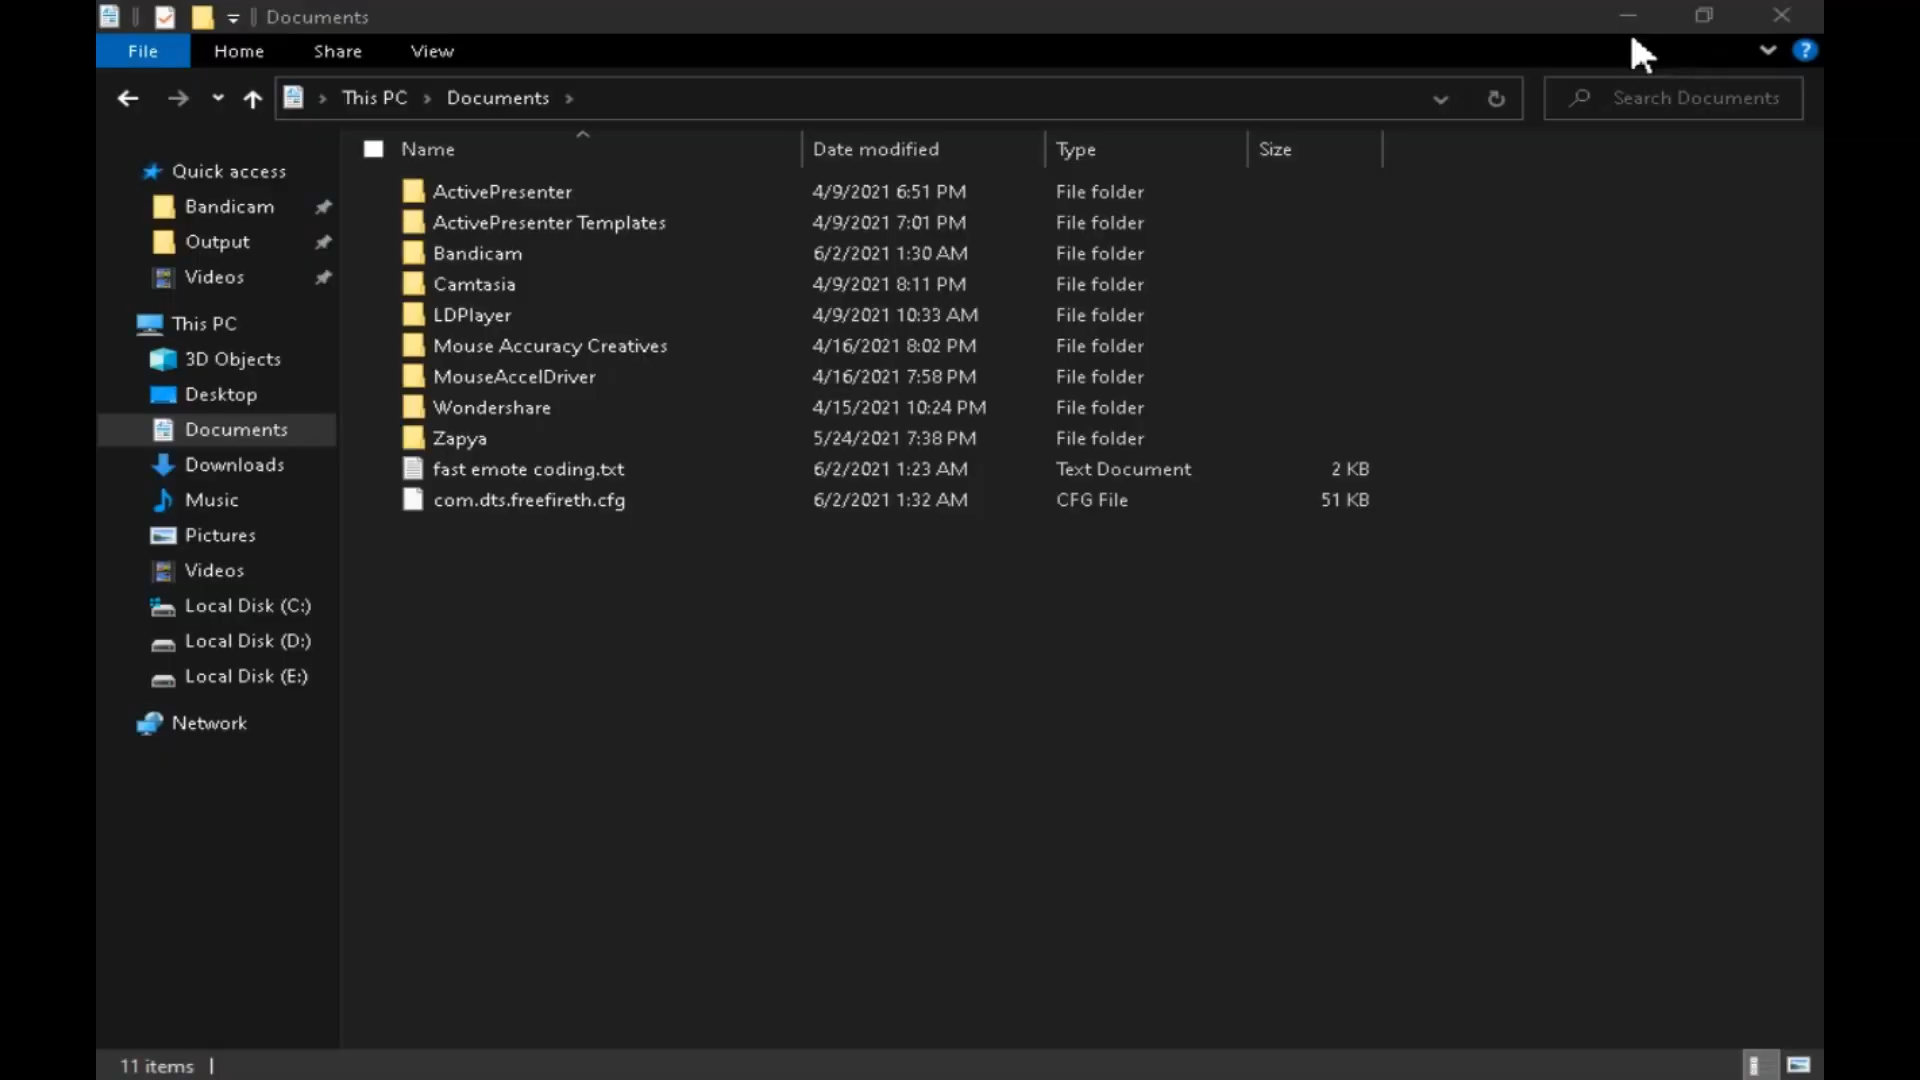 Documents
File Home Share View
This PC > Documents > Search Documents
Name Date modified Type Size
Quick access
Bandicam
Output
Videos
This PC
3D Objects
Desktop
Documents
Downloads
Music
Pictures
Videos
Local Disk (C:)
Local Disk (D:)
Local Disk (E:)
Network
ActivePresenter 4/9/2021 6:51 PM File folder
ActivePresenter Templates 4/9/2021 7:01 PM File folder
Bandicam 6/2/2021 1:30 AM File folder
Camtasia 4/9/2021 8:11 PM File folder
LDPlayer 4/9/2021 10:33 AM File folder
Mouse Accuracy Creatives 4/16/2021 8:02 PM File folder
MouseAccelDriver 4/16/2021 7:58 PM File folder
Wondershare 4/15/2021 10:24 PM File folder
Zapya 5/24/2021 7:38 PM File folder
fast emote coding.txt 6/2/2021 1:23 AM Text Document 2 KB
com.dts.freefireth.cfg 6/2/2021 1:32 AM CFG File 51 KB
11 items